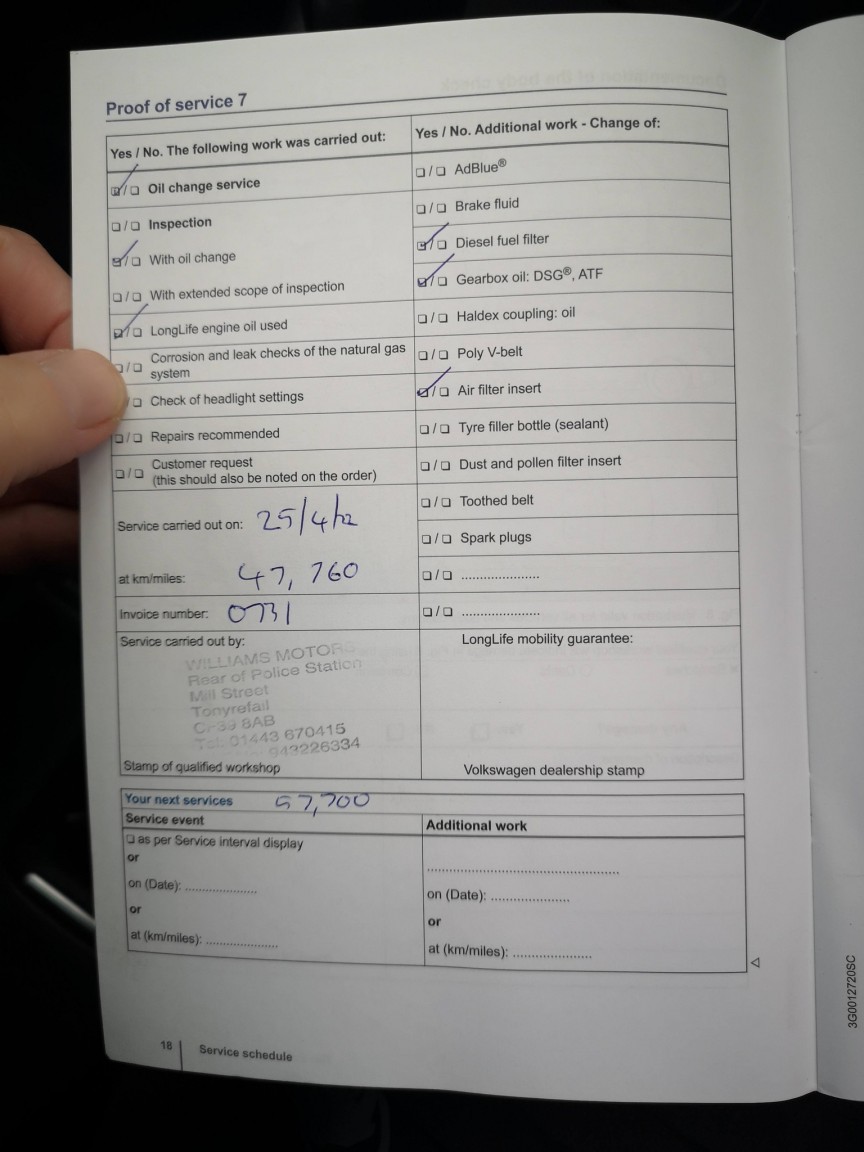 Proof of service 7
Yes / No. The following work was carried out:
☑/☐ Oil change service
☐/☐ Inspection
☑/☐ With oil change
☐/☐ With extended scope of inspection
☑/☐ LongLife engine oil used
☐/☐ Corrosion and leak checks of the natural gas
system
/☐ Check of headlight settings
☐/☐ Repairs recommended
☐/☐ Customer request
(this should also be noted on the order)
Service carried out on: 25/4/22
at km/miles: 47,760
Invoice number: 0731
Service carried out by:
WILLIAMS MOTORS
Rear of Police Station
Mill Street
Tonyrefail
CF39 8AB
Tel: 01443 670415
943226334
Stamp of qualified workshop
Yes / No. Additional work - Change of:
☐/☐ AdBlue®
☐/☐ Brake fluid
☑/☐ Diesel fuel filter
☑/☐ Gearbox oil: DSG®, ATF
☐/☐ Haldex coupling: oil
☐/☐ Poly V-belt
☑/☐ Air filter insert
☐/☐ Tyre filler bottle (sealant)
☐/☐ Dust and pollen filter insert
☐/☐ Toothed belt
☐/☐ Spark plugs
☐/☐ .....................
☐/☐ .....................
LongLife mobility guarantee:
Volkswagen dealership stamp
Your next services 57,700
Service event
☐ as per Service interval display
or
on (Date): ...................
or
at (km/miles): ...................
Additional work
..................................................
on (Date): .....................
or
at (km/miles): .....................
18 Service schedule
3G0012720SC